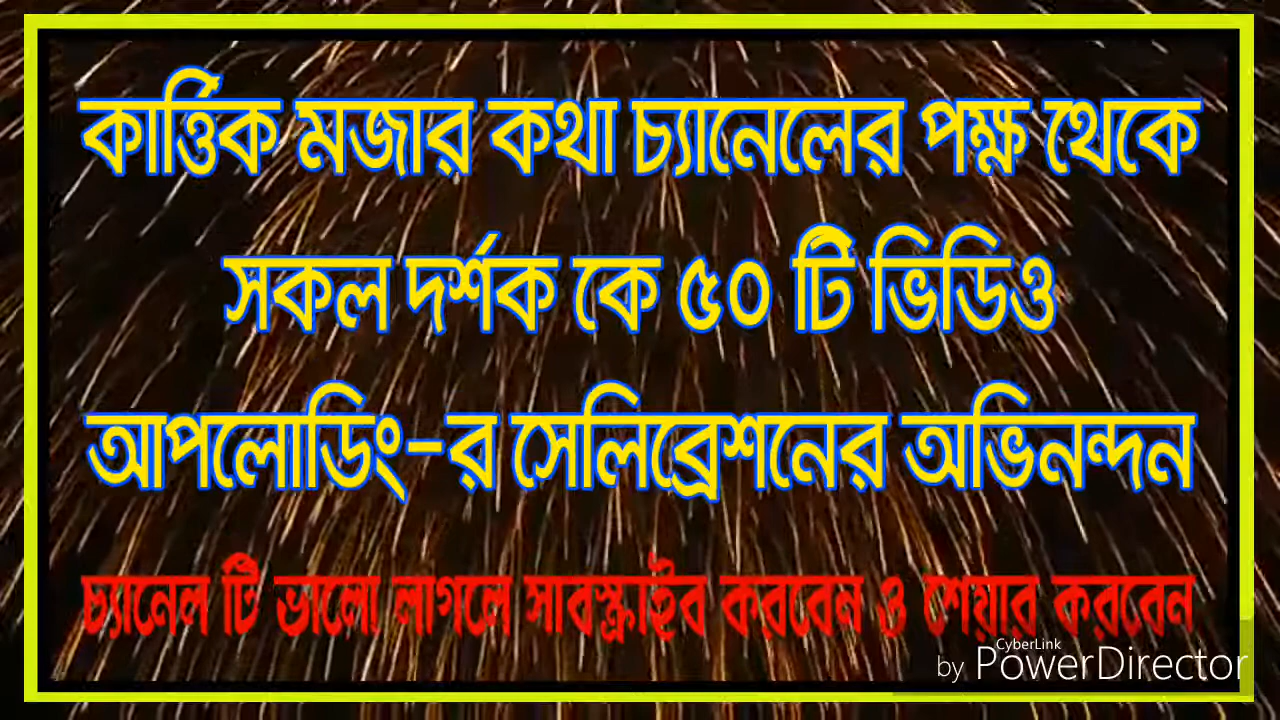 কার্ত্তিক মজার কথা চ্যানেলের পক্ষ থেকে
সকল দর্শক কে ৫০ টি ভিডিও
আপলোডিং-র সেলিব্রেশনের অভিনন্দন
চ্যানেল টি ভালো লাগলে সাবস্ক্রাইব করবেন ও শেয়ার করবেন
CyberLink
by PowerDirector